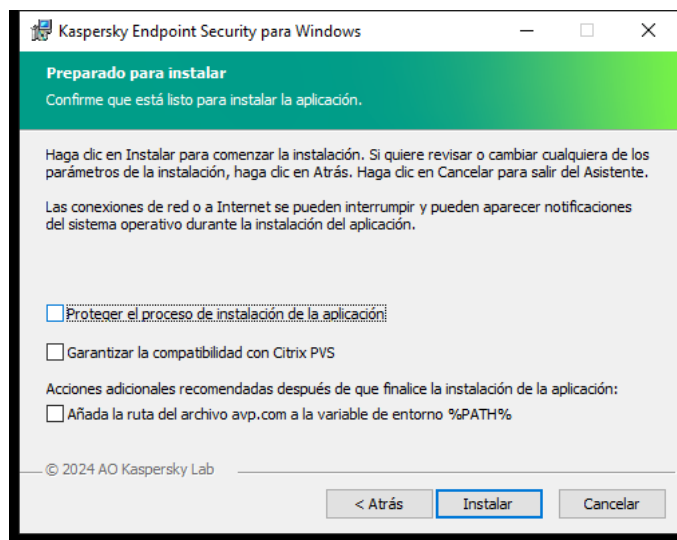 Kaspersky Endpoint Security para Windows
Preparado para instalar
Confirme que está listo para instalar la aplicación.
Haga clic en Instalar para comenzar la instalación. Si quiere revisar o cambiar cualquiera de los
parámetros de la instalación, haga clic en Atrás. Haga clic en Cancelar para salir del Asistente.
Las conexiones de red o a Internet se pueden interrumpir y pueden aparecer notificaciones
del sistema operativo durante la instalación del aplicación.
Proteger el proceso de instalación de la aplicación
Garantizar la compatibilidad con Citrix PVS
Acciones adicionales recomendadas después de que finalice la instalación de la aplicación:
Añada la ruta del archivo avp.com a la variable de entorno %PATH%
© 2024 AO Kaspersky Lab
< Atrás Instalar Cancelar